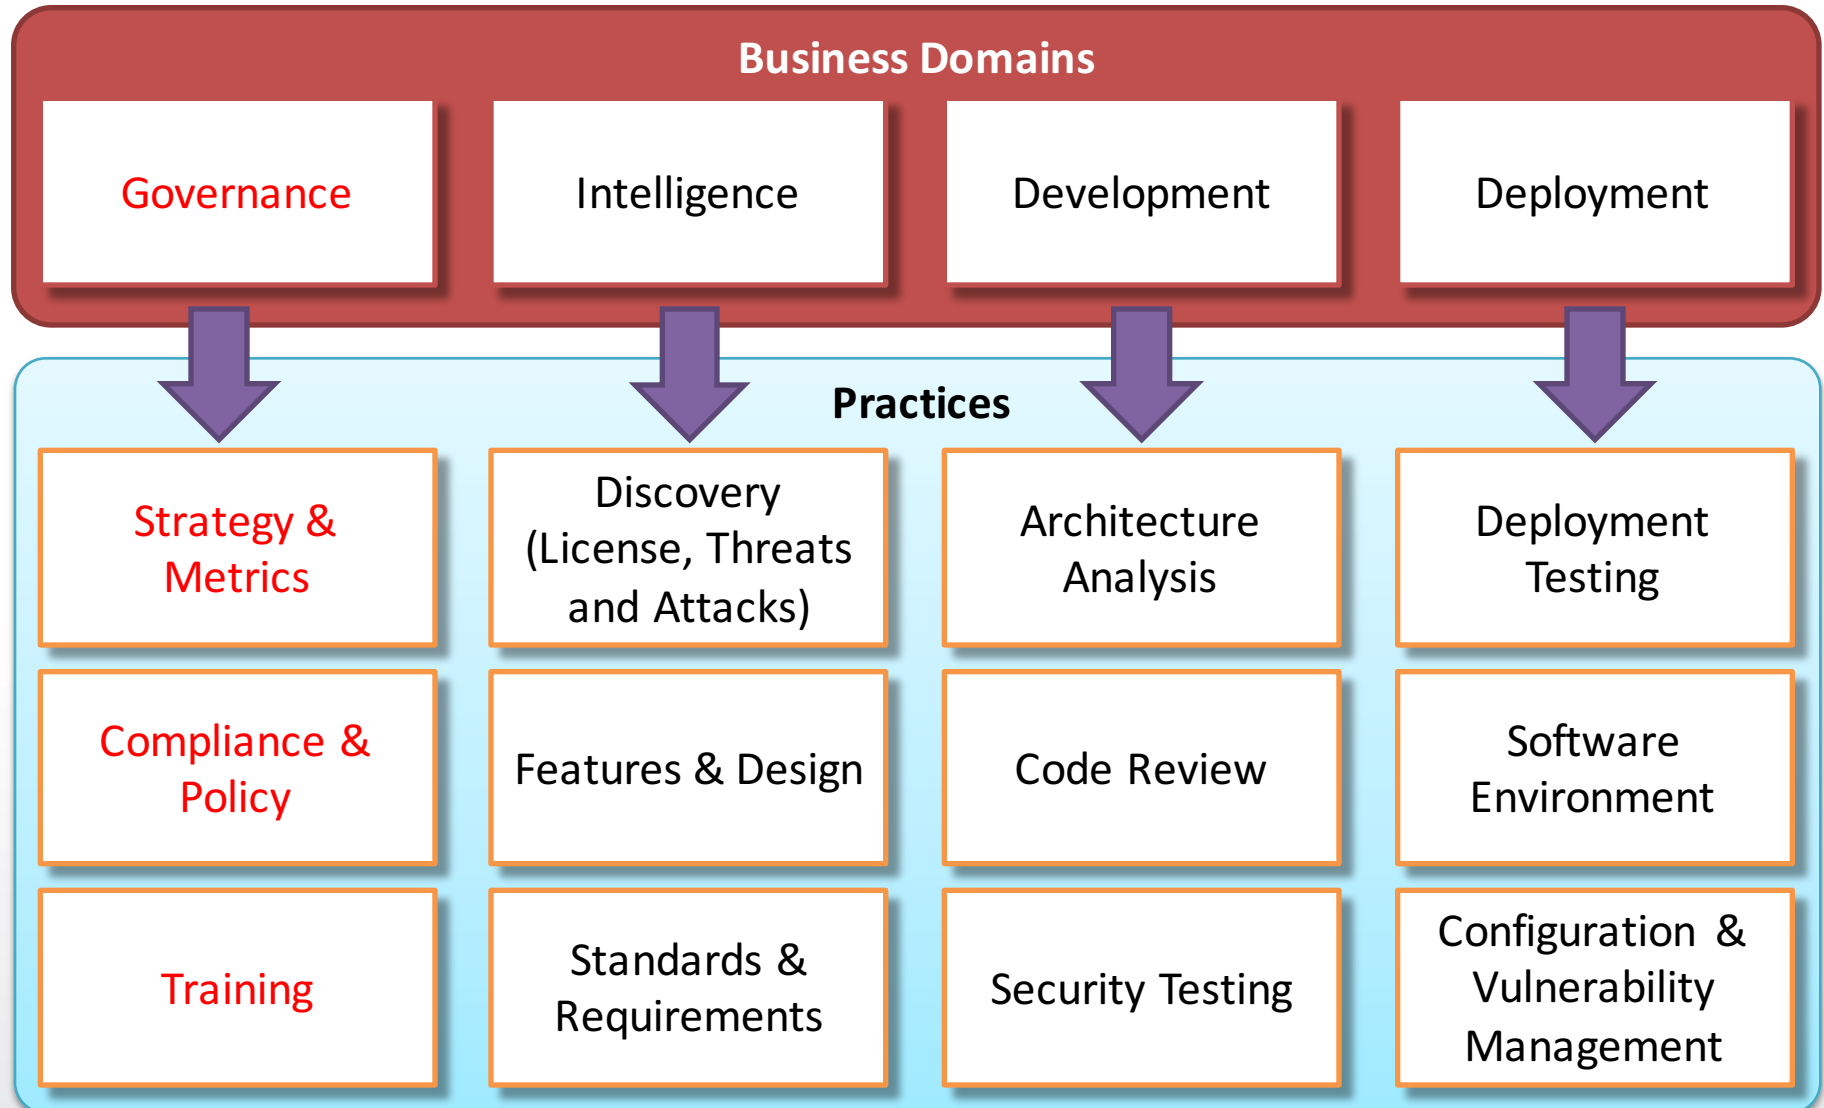 Business Domains
Governance
Intelligence
Development
Deployment
Practices
Strategy &
Metrics
Discovery
(License, Threats
and Attacks)
Architecture
Analysis
Deployment
Testing
Compliance &
Policy
Features & Design
Code Review
Software
Environment
Training
Standards &
Requirements
Security Testing
Configuration &
Vulnerability
Management